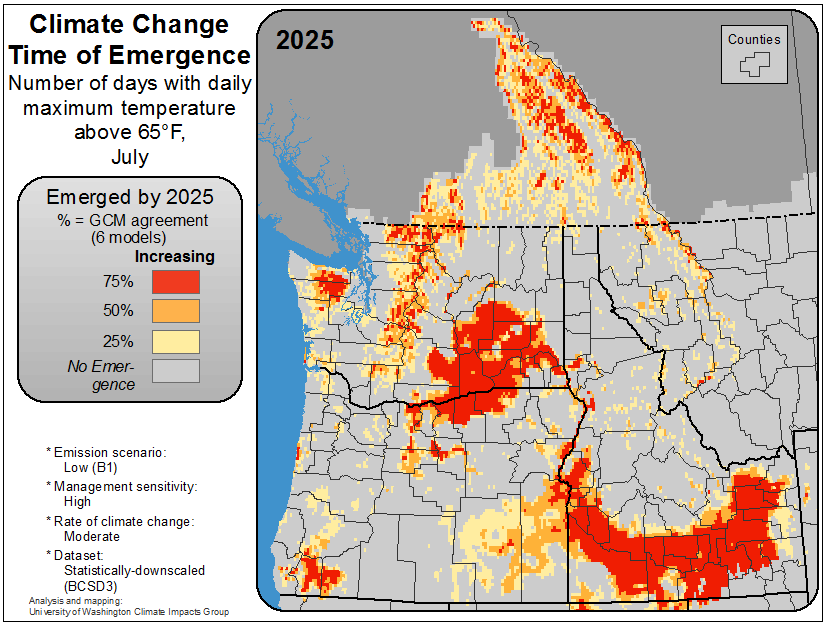 Climate Change
Time of Emergence
Number of days with daily
maximum temperature
above 65°F,
July
2025
Counties
Emerged by 2025
% = GCM agreement
(6 models)
Increasing
75%
50%
25%
No Emer-
gence
* Emission scenario:
Low (B1)
* Management sensitivity:
High
* Rate of climate change:
Moderate
* Dataset:
Statistically-downscaled
(BCSD3)
Analysis and mapping:
University of Washington Climate Impacts Group